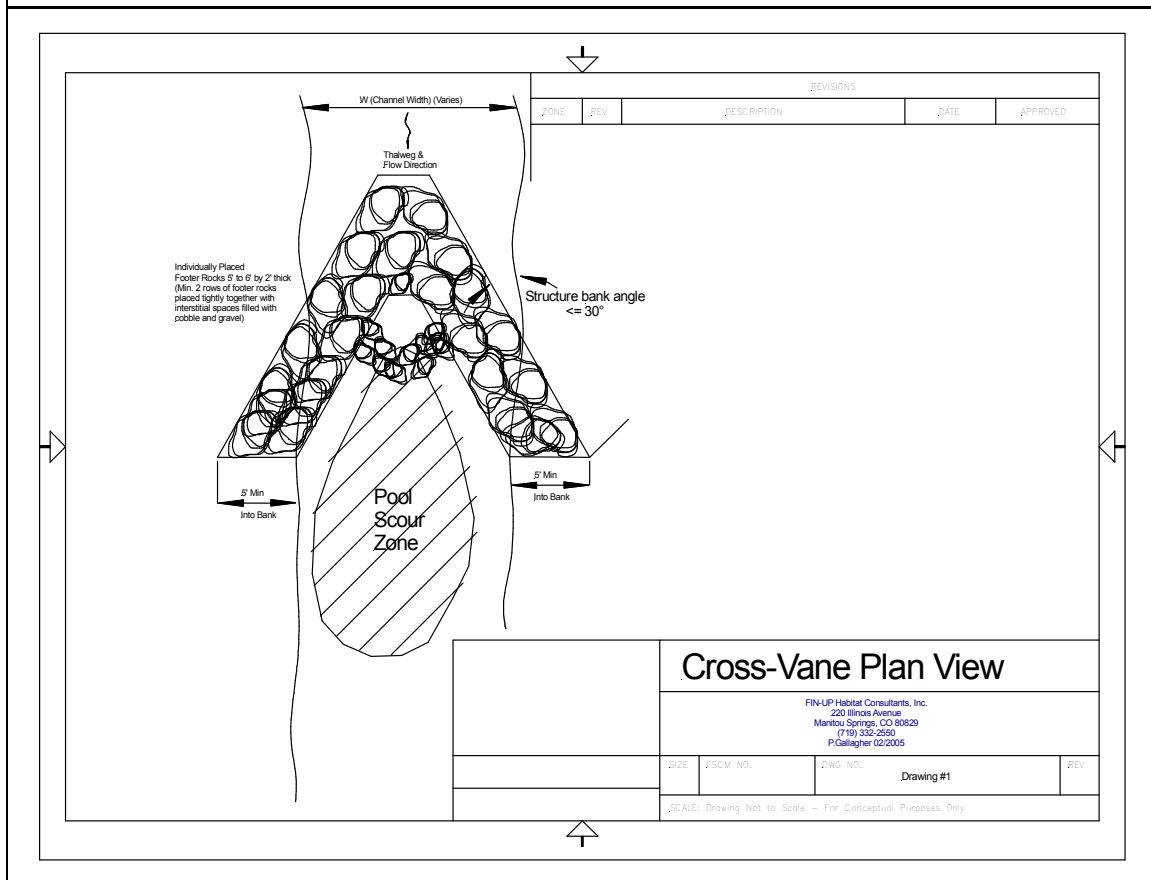 REVISIONS
ZONE REV DESCRIPTION DATE APPROVED
W (Channel Width) (Varies)
Thalweg &
Flow Direction
Individually Placed
Footer Rocks 5' to 6' by 2' thick
(Min. 2 rows of footer rocks
placed tightly together with
interstitial spaces filled with
cobble and gravel)
Structure bank angle
<= 30°
5' Min
Into Bank
5' Min
Into Bank
Pool
Scour
Zone
Cross-Vane Plan View
FIN-UP Habitat Consultants, Inc.
220 Illinois Avenue
Manitou Springs, CO 80829
(719) 332-2550
P.Gallagher 02/2005
SIZE FSCM NO. DWG NO. REV
Drawing #1
SCALE: Drawing Not to Scale - For Conceptual Purposes Only